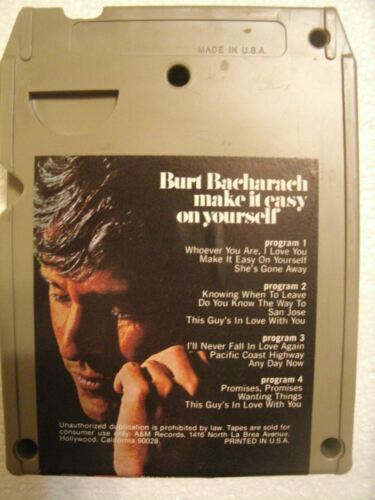 MADE IN U.S.A.
Burt Bacharach
make it easy
on yourself
program 1
Whoever You Are, I Love You
Make It Easy On Yourself
She's Gone Away
program 2
Knowing When To Leave
Do You Know The Way To
San Jose
This Guy's In Love With You
program 3
I'll Never Fall In Love Again
Pacific Coast Highway
Any Day Now
program 4
Promises, Promises
Wanting Things
This Guy's In Love With You
Unauthorized duplication is prohibited by law. Tapes are sold for
consumer use only. A&M Records, 1416 North La Brea Avenue,
Hollywood, California 90028. PRINTED IN U.S.A.